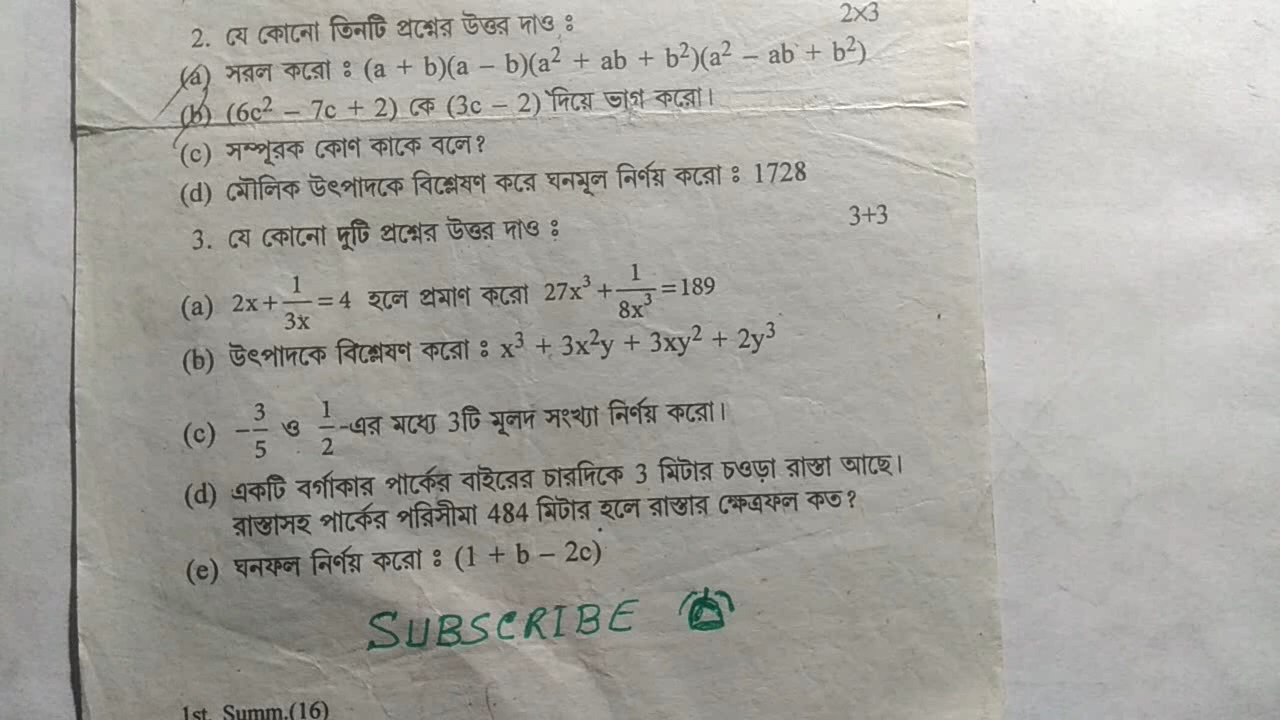 2. যে কোনো তিনটি প্রশ্নের উত্তর দাও : 2×3
(a) সরল করো : (a + b)(a − b)(a² + ab + b²)(a² − ab + b²)
(b) (6c² − 7c + 2) কে (3c − 2) দিয়ে ভাগ করো।
(c) সম্পূরক কোণ কাকে বলে?
(d) মৌলিক উৎপাদকে বিশ্লেষণ করে ঘনমূল নির্ণয় করো : 1728
3. যে কোনো দুটি প্রশ্নের উত্তর দাও : 3+3
(a) 2x + 1/3x = 4 হলে প্রমাণ করো 27x³ + 1/8x³ = 189
(b) উৎপাদকে বিশ্লেষণ করো : x³ + 3x²y + 3xy² + 2y³
(c) −3/5 ও 1/2-এর মধ্যে 3টি মূলদ সংখ্যা নির্ণয় করো।
(d) একটি বর্গাকার পার্কের বাইরের চারদিকে 3 মিটার চওড়া রাস্তা আছে।
রাস্তাসহ পার্কের পরিসীমা 484 মিটার হলে রাস্তার ক্ষেত্রফল কত?
(e) ঘনফল নির্ণয় করো : (1 + b − 2c)
SUBSCRIBE
1st. Summ.(16)